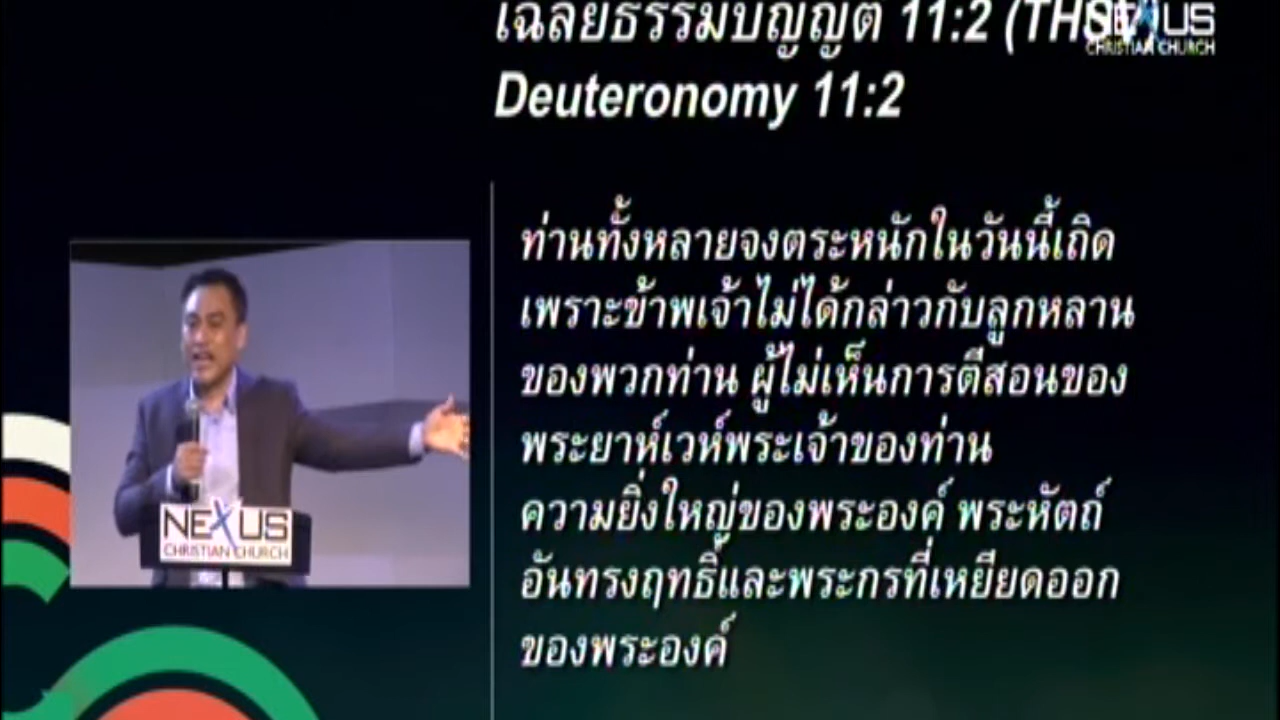 เฉลยธรรมบัญญัติ 11:2 (THSV)
NEXUS
CHRISTIAN CHURCH
Deuteronomy 11:2
ท่านทั้งหลายจงตระหนักในวันนี้เถิด
เพราะข้าพเจ้าไม่ได้กล่าวกับลูกหลาน
ของพวกท่าน ผู้ไม่เห็นการตีสอนของ
พระยาห์เวห์พระเจ้าของท่าน
ความยิ่งใหญ่ของพระองค์ พระหัตถ์
อันทรงฤทธิ์และพระกรที่เหยียดออก
ของพระองค์
NEXUS
CHRISTIAN CHURCH